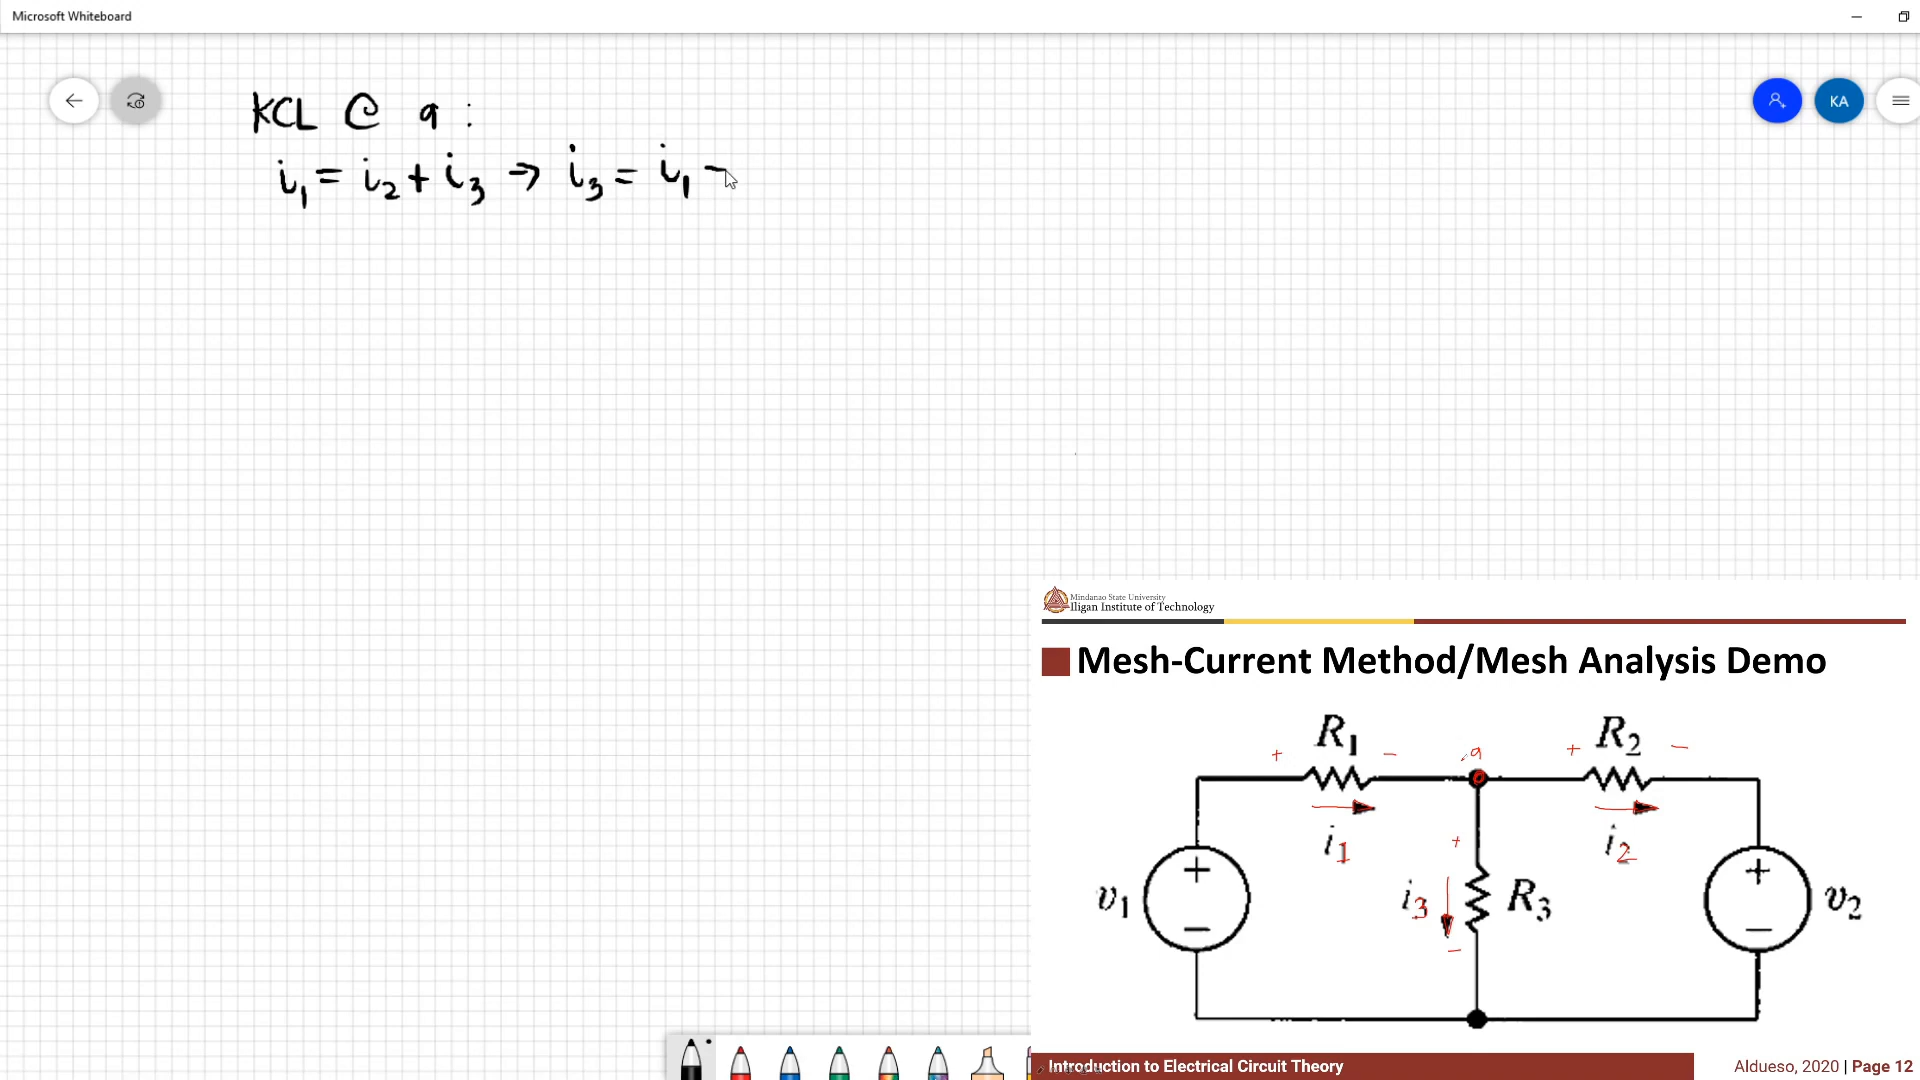 Microsoft Whiteboard
KCL @ a :
i₁ = i₂ + i₃ → i₃ = i₁ -
KA
Mindanao State University
Iligan Institute of Technology
Mesh-Current Method/Mesh Analysis Demo
R₁ R₂
+ - a + -
i₁ i₂
+
v₁ + - i₃ R₃ + - v₂
-
Introduction to Electrical Circuit Theory
Aldueso, 2020 | Page 12